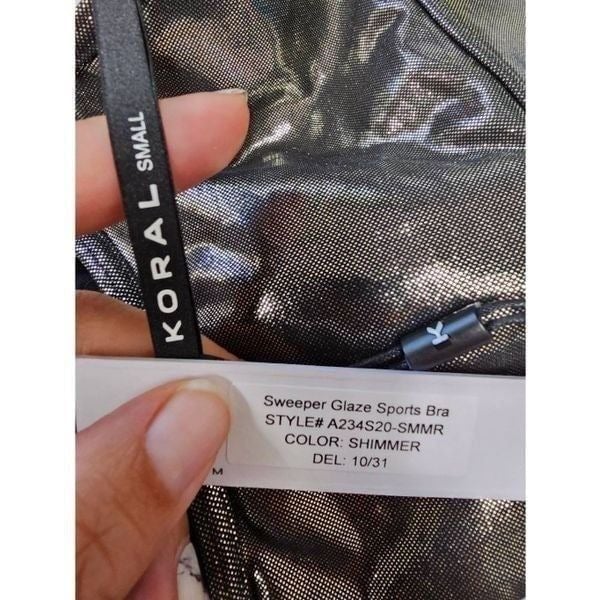 KORAL SMALL
K
Sweeper Glaze Sports Bra
STYLE# A234S20-SMMR
COLOR: SHIMMER
DEL: 10/31
M